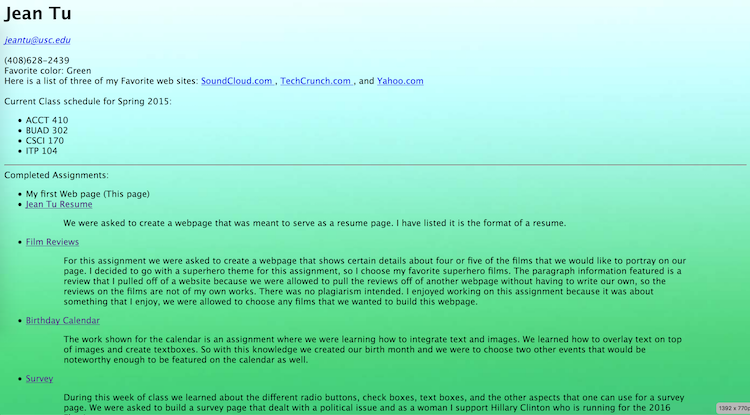 Jean Tu
jeantu@usc.edu
(408)628-2439
Favorite color: Green
Here is a list of three of my Favorite web sites: SoundCloud.com , TechCrunch.com , and Yahoo.com
Current Class schedule for Spring 2015:
• ACCT 410
• BUAD 302
• CSCI 170
• ITP 104
Completed Assignments:
• My first Web page (This page)
• Jean Tu Resume
We were asked to create a webpage that was meant to serve as a resume page. I have listed it is the format of a resume.
• Film Reviews
For this assignment we were asked to create a webpage that shows certain details about four or five of the films that we would like to portray on our
page. I decided to go with a superhero theme for this assignment, so I choose my favorite superhero films. The paragraph information featured is a
review that I pulled off of a website because we were allowed to pull the reviews off of another webpage without having to write our own, so the
reviews on the films are not of my own works. There was no plagiarism intended. I enjoyed working on this assignment because it was about
something that I enjoy, we were allowed to choose any films that we wanted to build this webpage.
• Birthday Calendar
The work shown for the calendar is an assignment where we were learning how to integrate text and images. We learned how to overlay text on top
of images and create textboxes. So with this knowledge we created our birth month and we were to choose two other events that would be
noteworthy enough to be featured on the calendar as well.
• Survey
During this week of class we learned about the different radio buttons, check boxes, text boxes, and the other aspects that one can use for a survey
page. We were asked to build a survey page that dealt with a political issue and as a woman I support Hillary Clinton who is running for the 2016
1392 x 770p